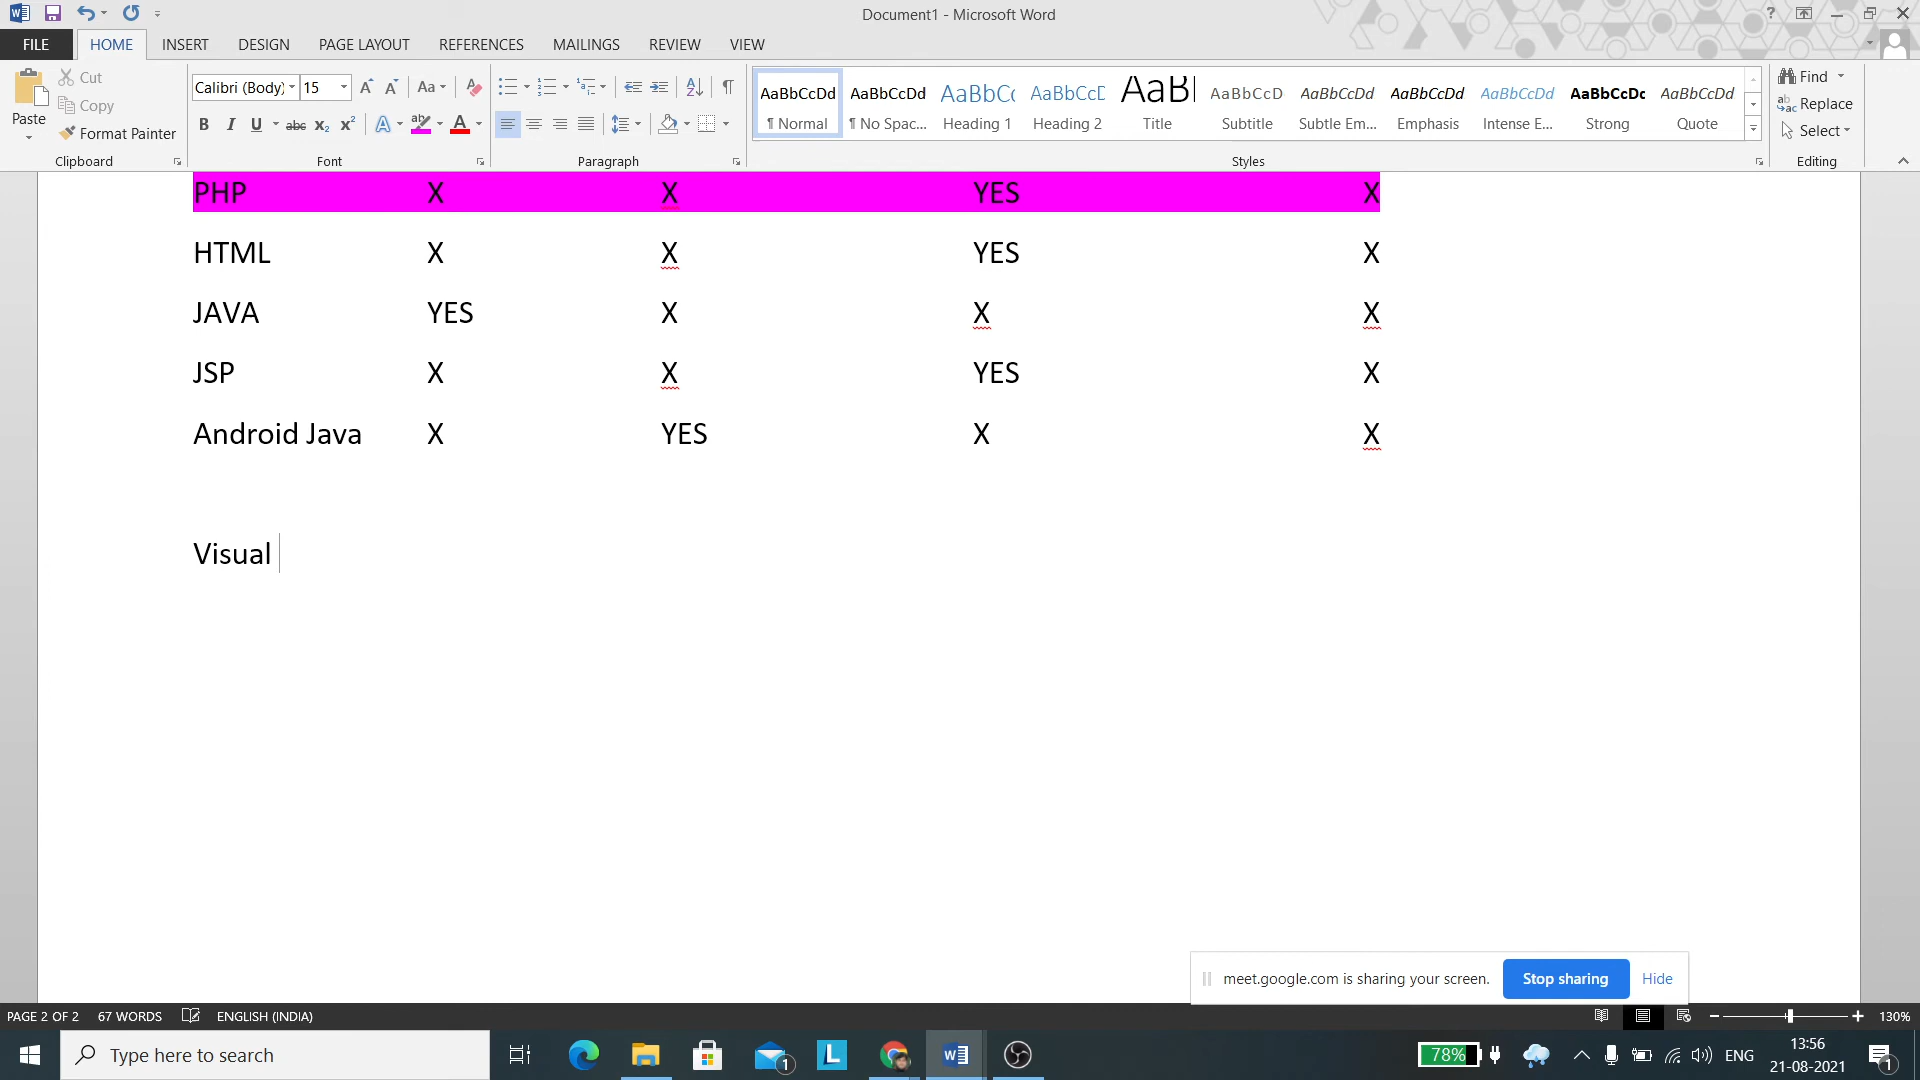 Document1 - Microsoft Word
FILE HOME INSERT DESIGN PAGE LAYOUT REFERENCES MAILINGS REVIEW VIEW
Paste
Cut
Copy
Format Painter
Clipboard
Calibri (Body) 15
Font
Paragraph
AaBbCcDd AaBbCcDd AaBbCc AaBbCcD AaBl AaBbCcD AaBbCcDd AaBbCcDd AaBbCcDd AaBbCcDc AaBbCcDd
¶ Normal ¶ No Spac... Heading 1 Heading 2 Title Subtitle Subtle Em... Emphasis Intense E... Strong Quote
Styles
Find
Replace
Select
Editing
PHP X X YES X
HTML X X YES X
JAVA YES X X X
JSP X X YES X
Android Java X YES X X
Visual
meet.google.com is sharing your screen. Stop sharing Hide
PAGE 2 OF 2 67 WORDS ENGLISH (INDIA) 130%
Type here to search
1
L
78%
ENG
13:56
21-08-2021
1